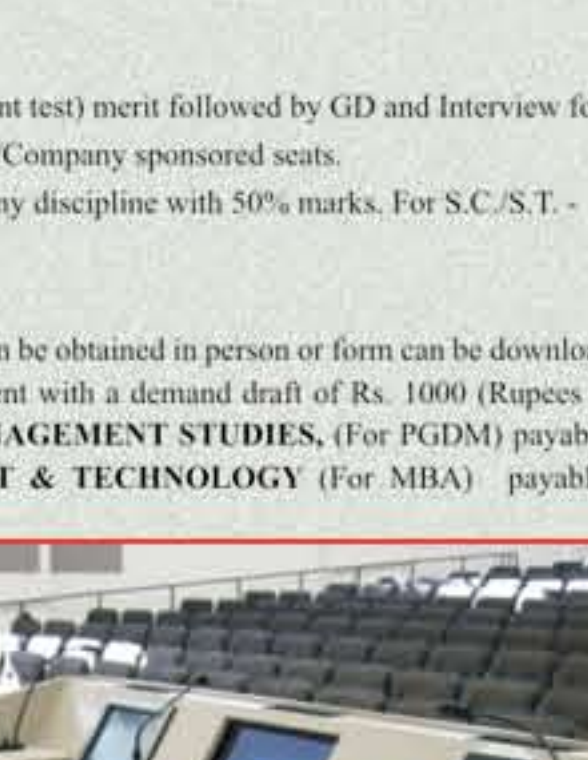 nt test) merit followed by GD and Interview fo
Company sponsored seats.
ny discipline with 50% marks. For S.C./S.T. -
n be obtained in person or form can be downlo
nt with a demand draft of Rs. 1000 (Rupees
AGEMENT STUDIES, (For PGDM) payab
T & TECHNOLOGY (For MBA) payabl